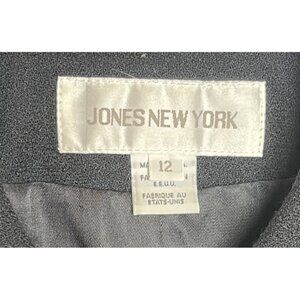 JONES NEW YORK
12
E.E.U.U.
FABRIQUE AU
ETATS-UNIS